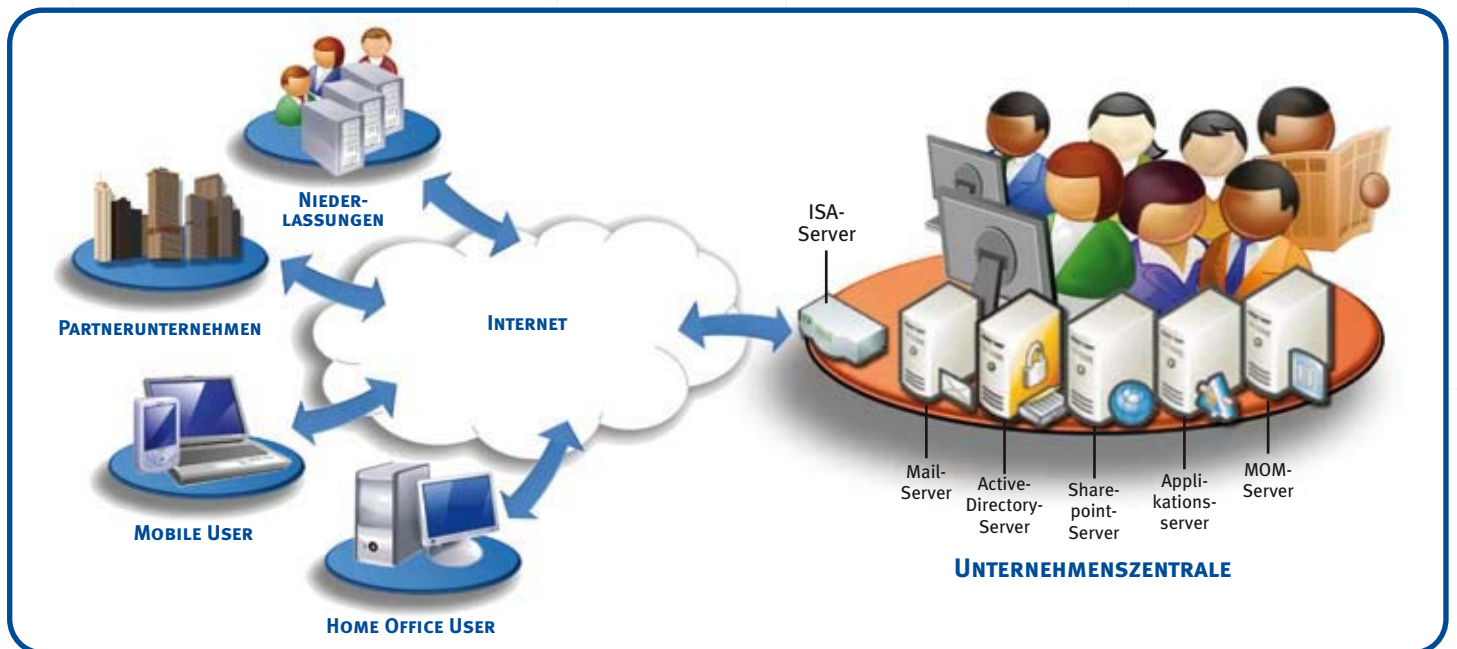 NIEDER-
LASSUNGEN
PARTNERUNTERNEHMEN
INTERNET
MOBILE USER
HOME OFFICE USER
ISA-
Server
Mail-
Server
Active-
Directory-
Server
Share-
point-
Server
Appli-
kations-
server
MOM-
Server
UNTERNEHMENSZENTRALE